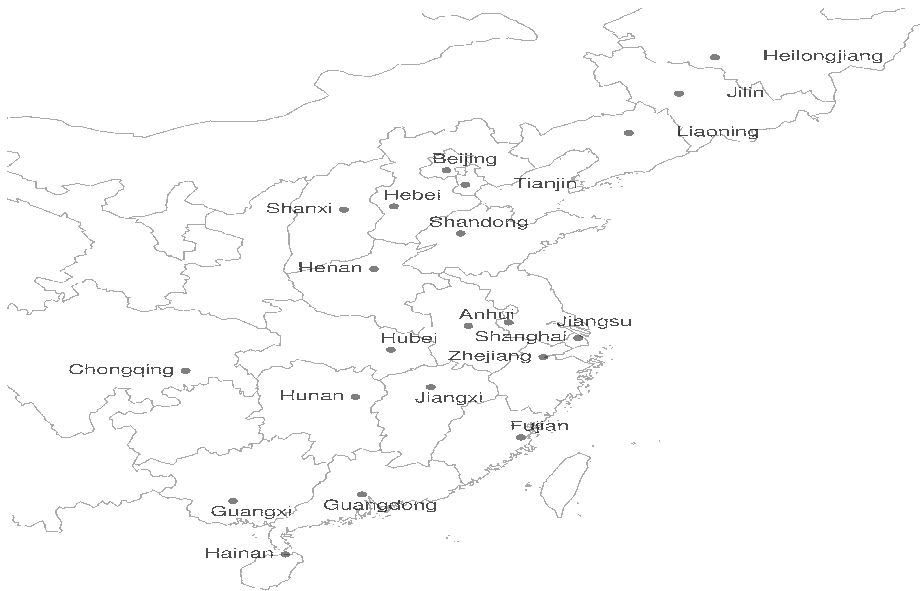 Heilongjiang
Jilin
Liaoning
Beijing
Tianjin
Hebei
Shanxi
Shandong
Henan
Anhui
Jiangsu
Shanghai
Hubei
Zhejiang
Chongqing
Hunan
Jiangxi
Fujian
Guangdong
Guangxi
Hainan